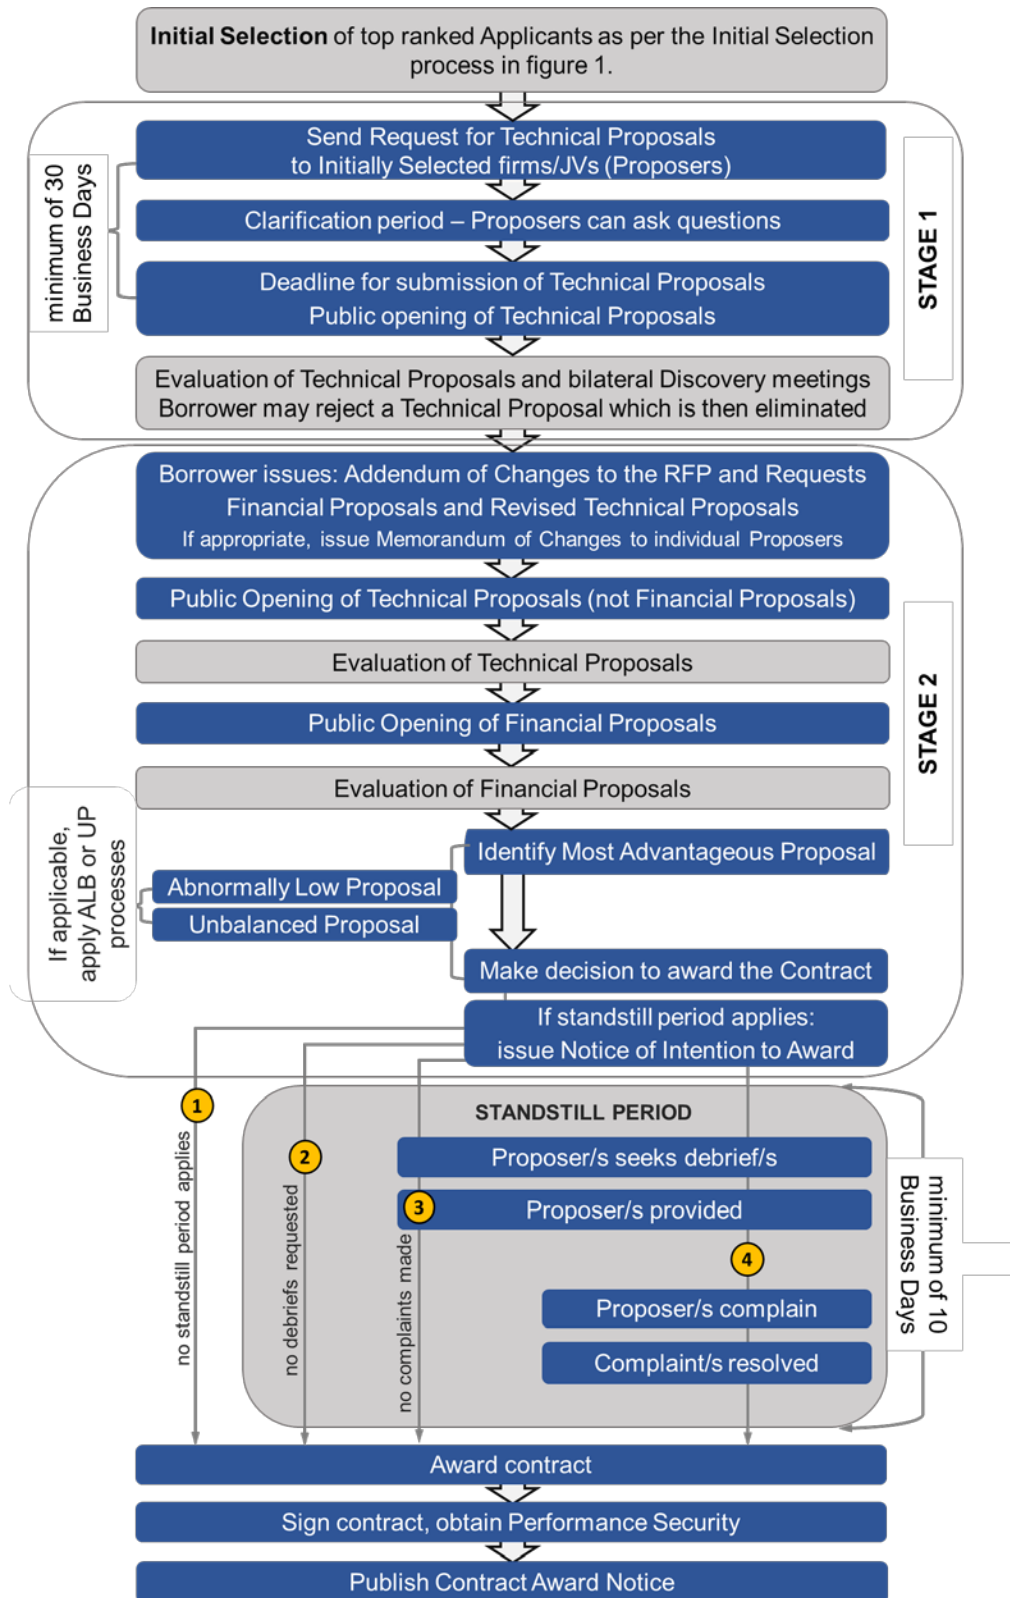 Initial Selection of top ranked Applicants as per the Initial Selection
process in figure 1.
STAGE 1
minimum of 30
Business Days
Send Request for Technical Proposals
to Initially Selected firms/JVs (Proposers)
Clarification period – Proposers can ask questions
Deadline for submission of Technical Proposals
Public opening of Technical Proposals
Evaluation of Technical Proposals and bilateral Discovery meetings
Borrower may reject a Technical Proposal which is then eliminated
STAGE 2
Borrower issues: Addendum of Changes to the RFP and Requests
Financial Proposals and Revised Technical Proposals
If appropriate, issue Memorandum of Changes to individual Proposers
Public Opening of Technical Proposals (not Financial Proposals)
Evaluation of Technical Proposals
Public Opening of Financial Proposals
Evaluation of Financial Proposals
If applicable,
apply ALB or UP
processes
Identify Most Advantageous Proposal
Abnormally Low Proposal
Unbalanced Proposal
Make decision to award the Contract
If standstill period applies:
issue Notice of Intention to Award
1
no standstill period applies
2
no debriefs requested
3
no complaints made
4
STANDSTILL PERIOD
Proposer/s seeks debrief/s
Proposer/s provided
Proposer/s complain
Complaint/s resolved
minimum of 10
Business Days
Award contract
Sign contract, obtain Performance Security
Publish Contract Award Notice